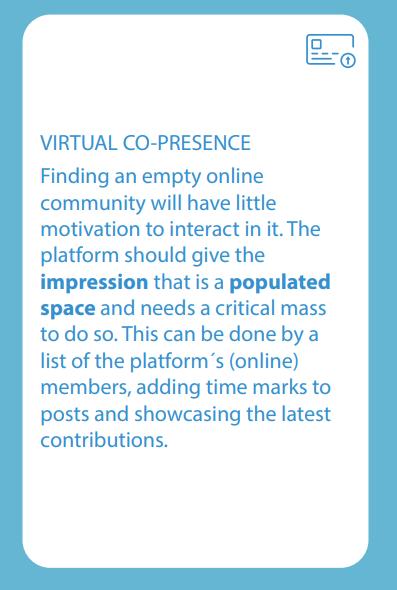 VIRTUAL CO-PRESENCE
Finding an empty online
community will have little
motivation to interact in it. The
platform should give the
impression that is a populated
space and needs a critical mass
to do so. This can be done by a
list of the platform´s (online)
members, adding time marks to
posts and showcasing the latest
contributions.